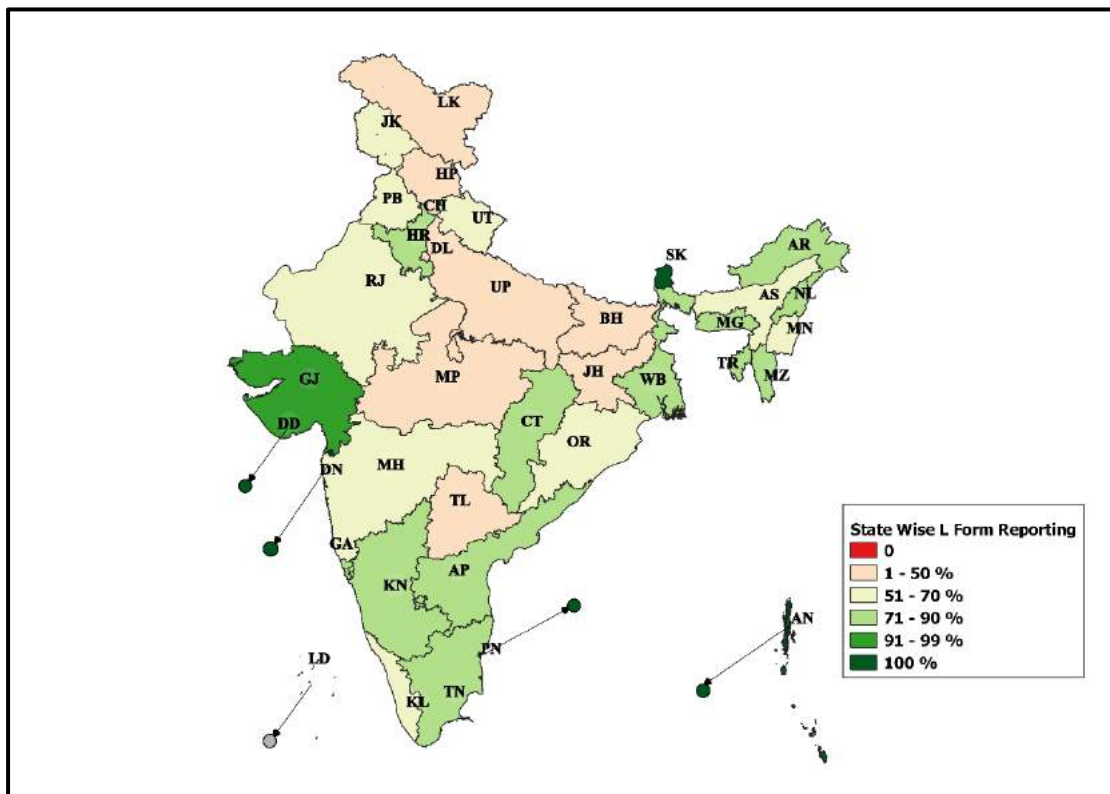 LK
JK
HP
PB
CH
UT
HR
DL
SK
AR
RJ
UP
AS
NL
BH
MG
MN
GJ
MP
JH
WB
TR
MZ
DD
CT
OR
DN
MH
TL
GA
KN
AP
PN
AN
LD
KL
TN
State Wise L Form Reporting
0
1 - 50 %
51 - 70 %
71 - 90 %
91 - 99 %
100 %